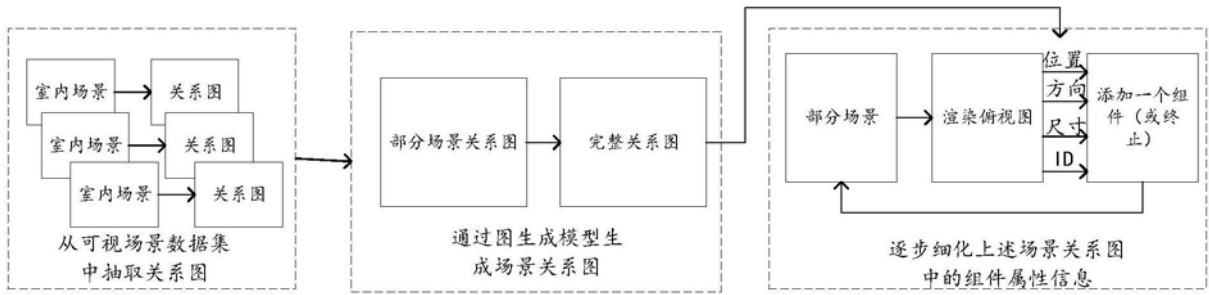 室内场景
关系图
室内场景
关系图
室内场景
关系图
从可视场景数据集
中抽取关系图
部分场景关系图
完整关系图
通过图生成模型生
成场景关系图
部分场景
渲染俯视图
位置
方向
尺寸
ID
添加一个组
件（或终
止）
逐步细化上述场景关系图
中的组件属性信息